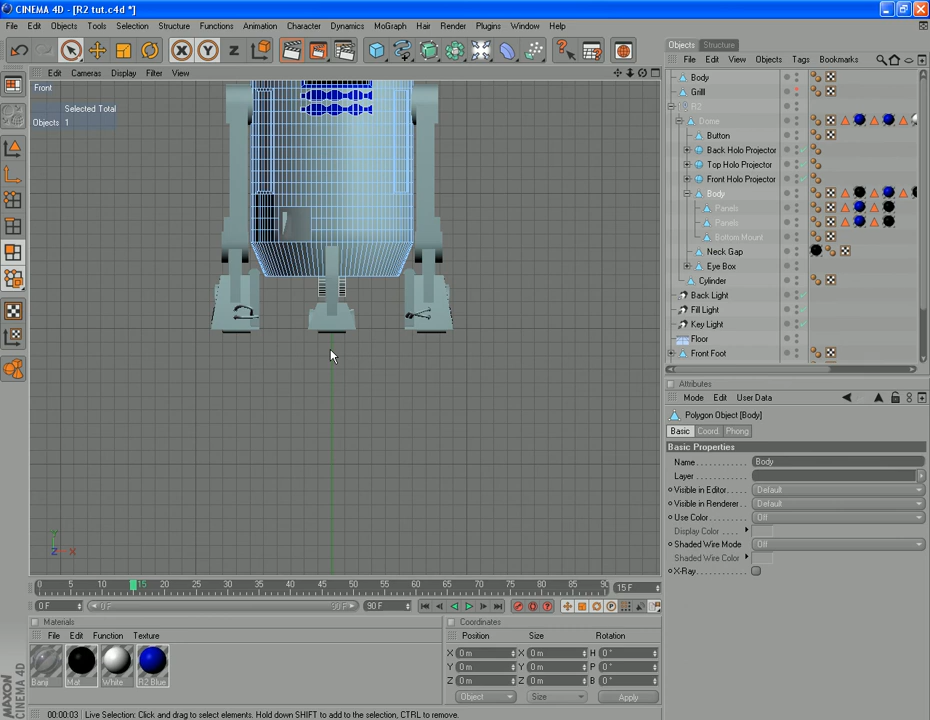 CINEMA 4D - [R2 tut.c4d *]
File Edit Objects Tools Selection Structure Functions Animation Character Dynamics MoGraph Hair Render Plugins Window Help
Edit Cameras Display Filter View
Front
Selected Total
Objects 1
Y
Z X
0 5 10 15 20 25 30 35 40 45 50 55 60 65 70 75 80 85 90
15 F
0 F
0 F
90 F
90 F
Materials
File Edit Function Texture
Banji
Mat
White
R2 Blue
Coordinates
Position Size Rotation
X 0 m X 0 m H 0 °
Y 0 m Y 0 m P 0 °
Z 0 m Z 0 m B 0 °
Object Size Apply
MAXON
CINEMA 4D
00:00:03 Live Selection: Click and drag to select elements. Hold down SHIFT to add to the selection, CTRL to remove.
Objects Structure
File Edit View Objects Tags Bookmarks
Body
Grill
R2
Dome
Button
Back Holo Projector
Top Holo Projector
Front Holo Projector
Body
Panels
Panels
Bottom Mount
Neck Gap
Eye Box
Cylinder
Back Light
Fill Light
Key Light
Floor
Front Foot
Attributes
Mode Edit User Data
Polygon Object [Body]
Basic Coord. Phong
Basic Properties
Name Body
Layer
Visible in Editor Default
Visible in Renderer Default
Use Color Off
Display Color
Shaded Wire Mode Off
Shaded Wire Color
X-Ray